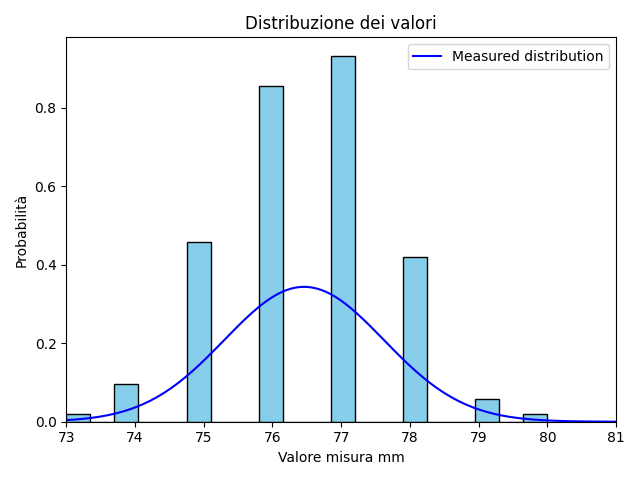 Distribuzione dei valori
Measured distribution
Probabilità
0.8
0.6
0.4
0.2
0.0
73 74 75 76 77 78 79 80 81
Valore misura mm